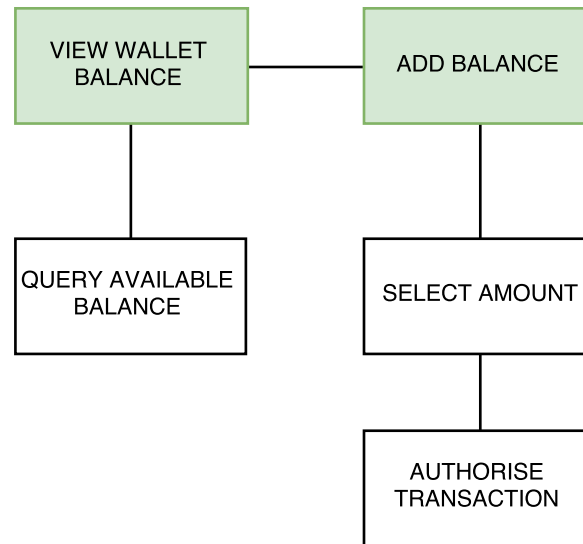 VIEW WALLET
BALANCE
ADD BALANCE
QUERY AVAILABLE
BALANCE
SELECT AMOUNT
AUTHORISE
TRANSACTION